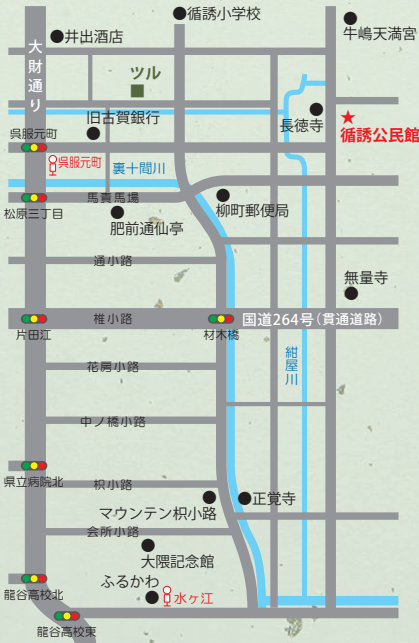 循誘小学校
牛嶋天満宮
井出酒店
大財通り
ツル
長徳寺
循誘公民館
旧古賀銀行
呉服元町
呉服元町
裏十間川
馬責馬場
松原三丁目
肥前通仙亭
柳町郵便局
通小路
無量寺
椎小路
国道264号(貫通道路)
片田江
材木橋
紺屋川
花房小路
中ノ橋小路
県立病院北
枳小路
マウンテン枳小路
正覚寺
会所小路
大隈記念館
ふるかわ
水ヶ江
龍谷高校北
龍谷高校東